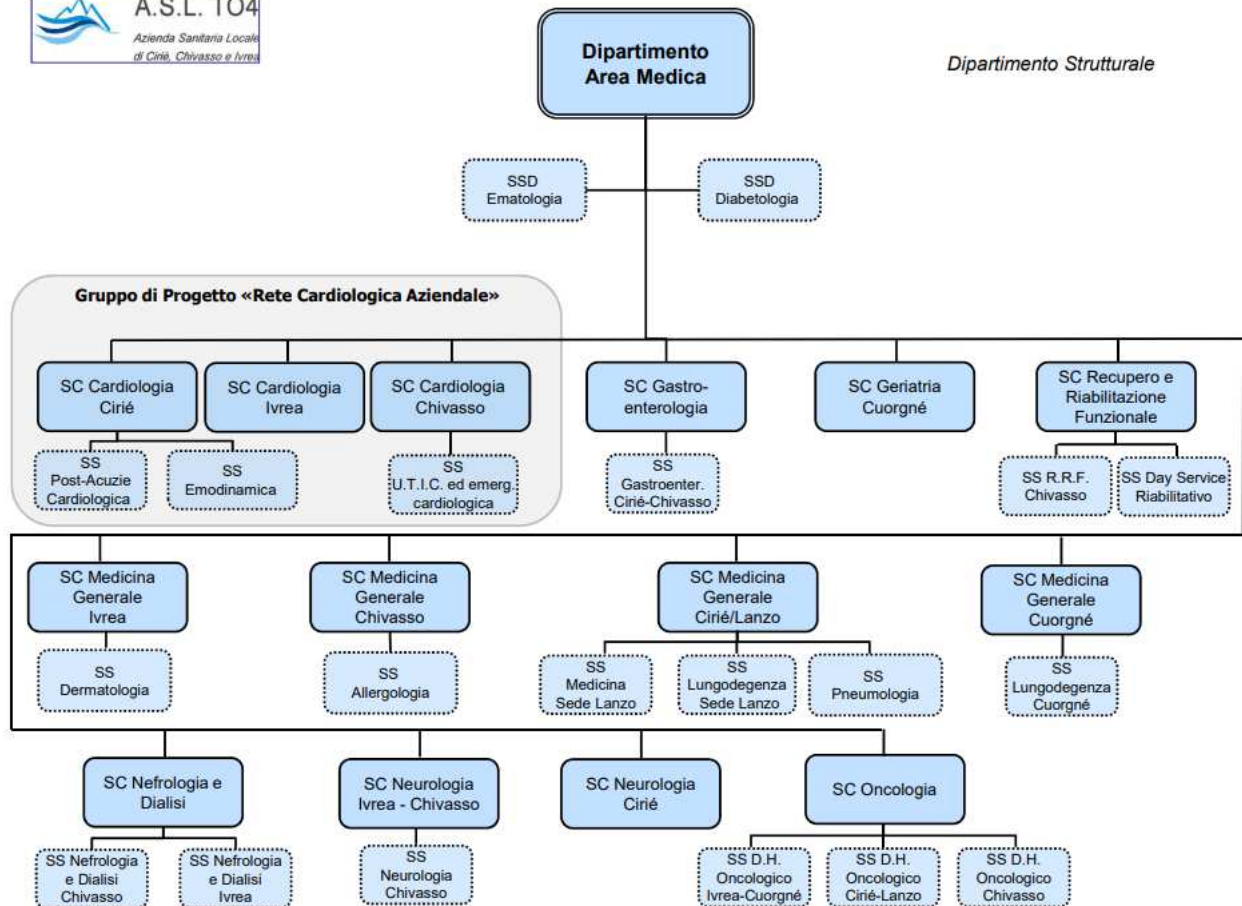 A.S.L. TO4
Azienda Sanitaria Locale
di Cirié, Chivasso e Ivrea
Dipartimento
Area Medica
Dipartimento Strutturale
SSD
Ematologia
SSD
Diabetologia
Gruppo di Progetto «Rete Cardiologica Aziendale»
SC Cardiologia
Cirié
SC Cardiologia
Ivrea
SC Cardiologia
Chivasso
SC Gastro-
enterologia
SC Geriatria
Cuorgné
SC Recupero e
Riabilitazione
Funzionale
SS
Post-Acuzie
Cardiologica
SS
Emodinamica
SS
U.T.I.C. ed emerg.
cardiologica
SS
Gastroenter.
Cirié-Chivasso
SS R.R.F.
Chivasso
SS Day Service
Riabilitativo
SC Medicina
Generale
Ivrea
SC Medicina
Generale
Chivasso
SC Medicina
Generale
Cirié/Lanzo
SC Medicina
Generale
Cuorgné
SS
Dermatologia
SS
Allergologia
SS
Medicina
Sede Lanzo
SS
Lungodegenza
Sede Lanzo
SS
Pneumologia
SS
Lungodegenza
Cuorgné
SC Nefrologia e
Dialisi
SC Neurologia
Ivrea - Chivasso
SC Neurologia
Cirié
SC Oncologia
SS Nefrologia
e Dialisi
Chivasso
SS Nefrologia
e Dialisi
Ivrea
SS
Neurologia
Chivasso
SS D.H.
Oncologico
Ivrea-Cuorgné
SS D.H.
Oncologico
Cirié-Lanzo
SS D.H.
Oncologico
Chivasso